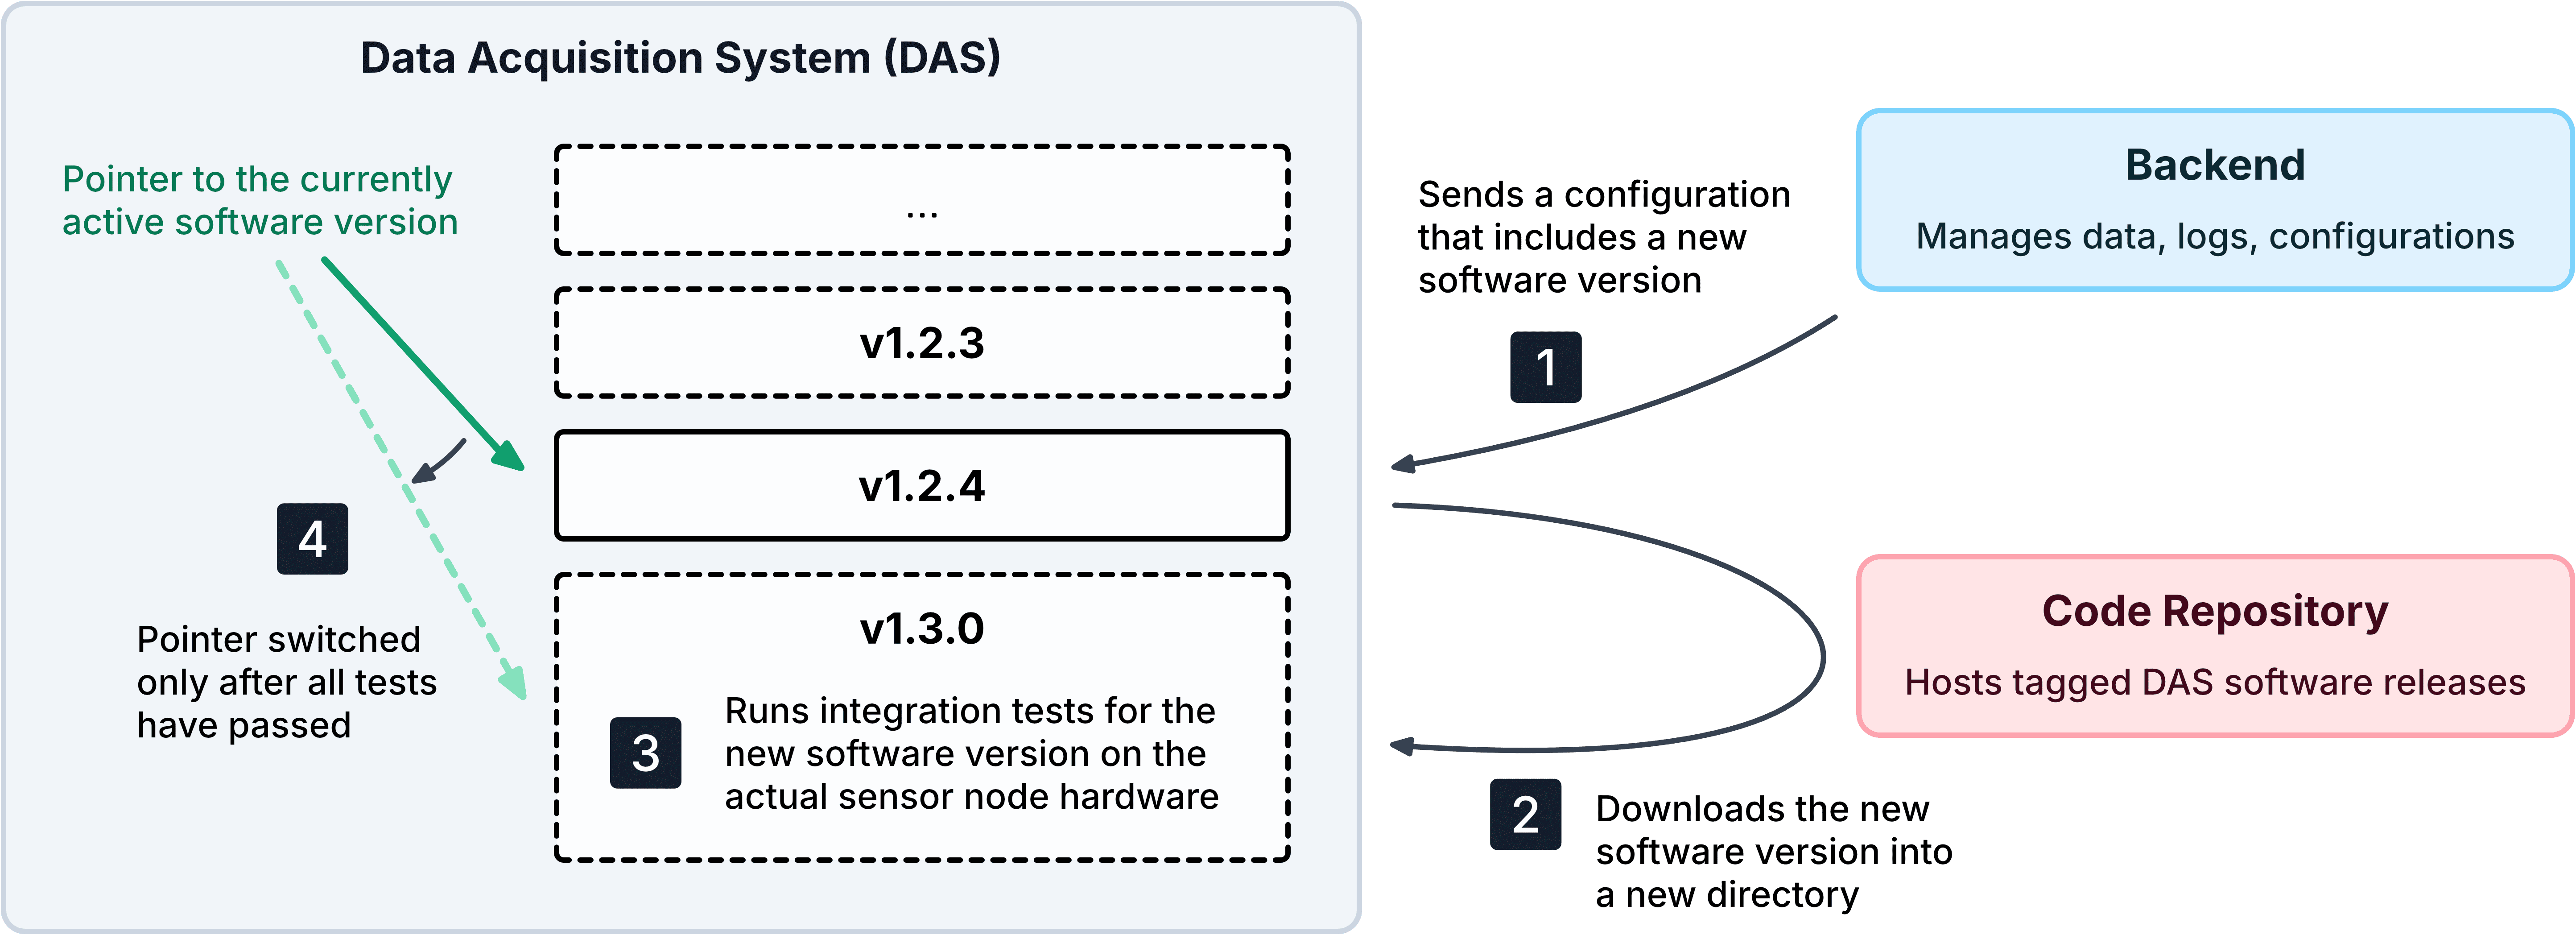 Data Acquisition System (DAS)
Pointer to the currently
active software version
...
v1.2.3
v1.2.4
v1.3.0
3
Runs integration tests for the
new software version on the
actual sensor node hardware
4
Pointer switched
only after all tests
have passed
Sends a configuration
that includes a new
software version
1
Backend
Manages data, logs, configurations
Code Repository
Hosts tagged DAS software releases
2
Downloads the new
software version into
a new directory